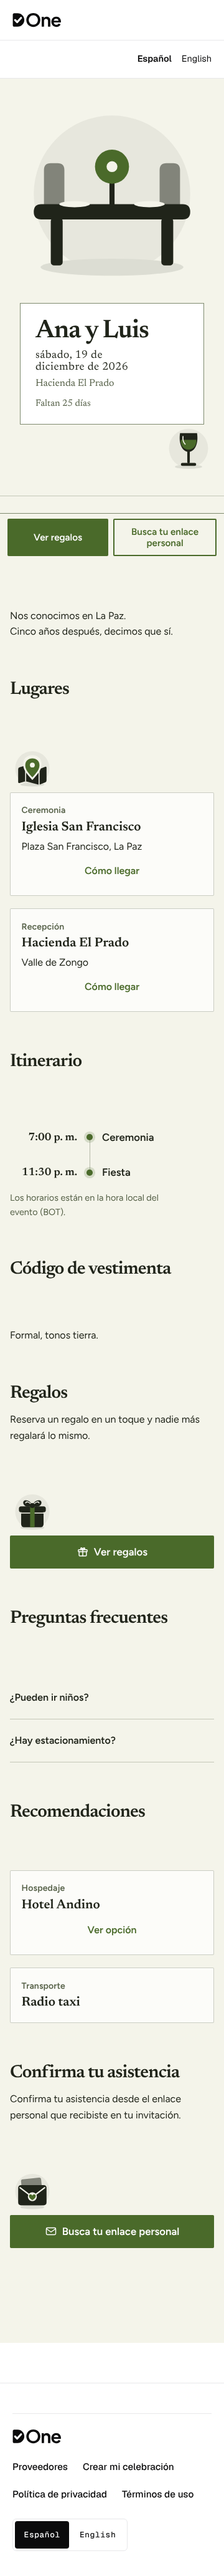 One
Español English
Ana y Luis
sábado, 19 de
diciembre de 2026
Hacienda El Prado
Faltan 25 días
Ver regalos
Busca tu enlace
personal
Nos conocimos en La Paz.
Cinco años después, decimos que sí.
Lugares
Ceremonia
Iglesia San Francisco
Plaza San Francisco, La Paz
Cómo llegar
Recepción
Hacienda El Prado
Valle de Zongo
Cómo llegar
Itinerario
7:00 p. m. Ceremonia
11:30 p. m. Fiesta
Los horarios están en la hora local del
evento (BOT).
Código de vestimenta
Formal, tonos tierra.
Regalos
Reserva un regalo en un toque y nadie más
regalará lo mismo.
Ver regalos
Preguntas frecuentes
¿Pueden ir niños?
¿Hay estacionamiento?
Recomendaciones
Hospedaje
Hotel Andino
Ver opción
Transporte
Radio taxi
Confirma tu asistencia
Confirma tu asistencia desde el enlace
personal que recibiste en tu invitación.
Busca tu enlace personal
One
Proveedores Crear mi celebración
Política de privacidad Términos de uso
Español English